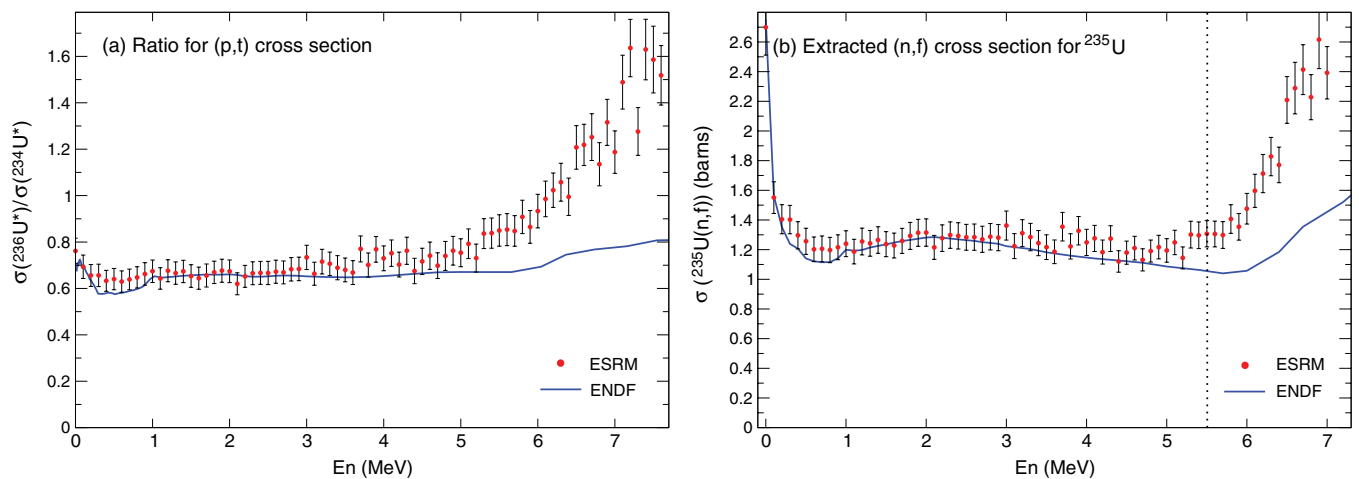 (a) Ratio for (p,t) cross section
σ(²³⁶U*)/ σ(²³⁴U*)
1.6
1.4
1.2
1
0.8
0.6
0.4
0.2
0
0 1 2 3 4 5 6 7
En (MeV)
ESRM
ENDF
(b) Extracted (n,f) cross section for ²³⁵U
σ (²³⁵U(n,f)) (barns)
2.6
2.4
2.2
2
1.8
1.6
1.4
1.2
1
0.8
0.6
0.4
0.2
0
0 1 2 3 4 5 6 7
En (MeV)
ESRM
ENDF